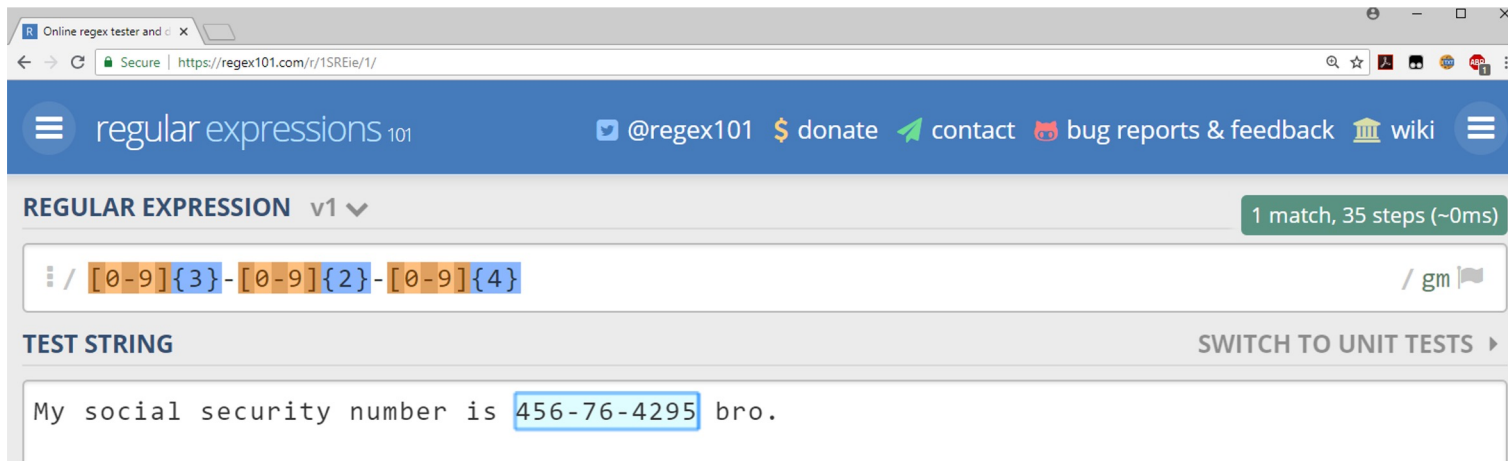 R Online regex tester and d
Secure | https://regex101.com/r/1SREie/1/
ABP 1
regular expressions 101 @regex101 $ donate contact bug reports & feedback wiki
REGULAR EXPRESSION v1
1 match, 35 steps (~0ms)
/ [0-9]{3}-[0-9]{2}-[0-9]{4} / gm
TEST STRING SWITCH TO UNIT TESTS
My social security number is 456-76-4295 bro.